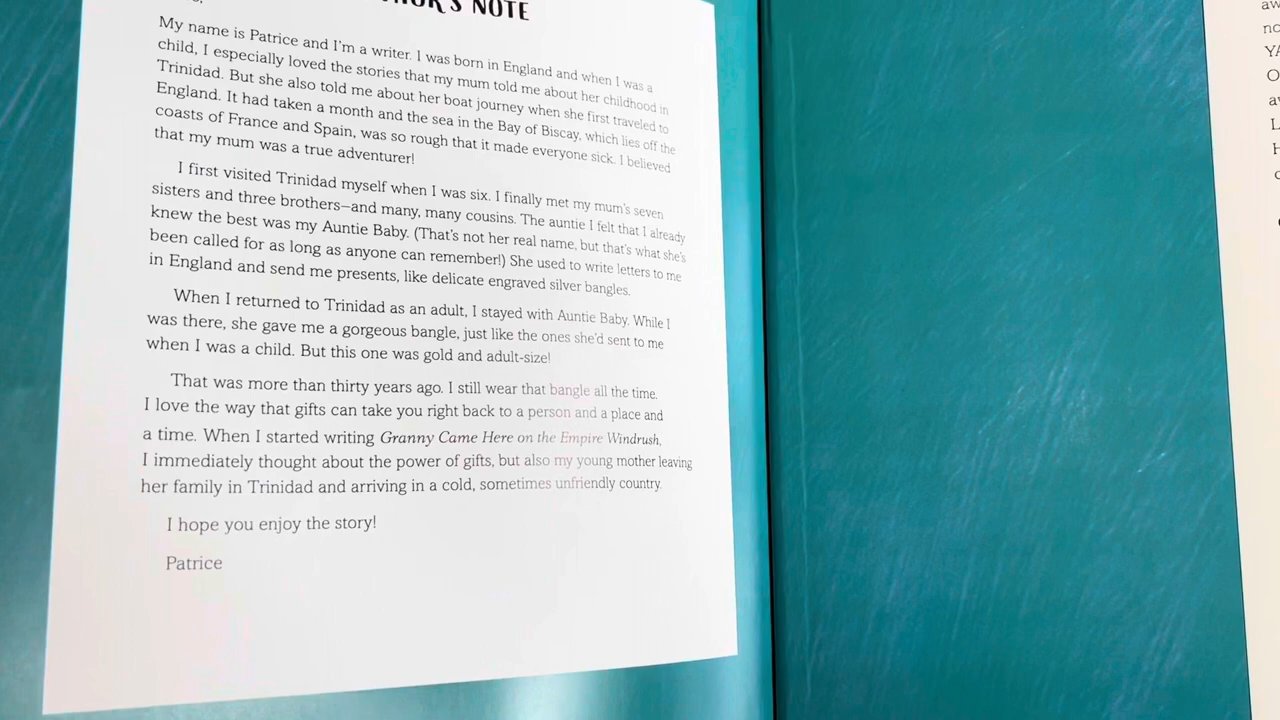 NOTE
My name is Patrice and I'm a writer. I was born in England and when I was a
child, I especially loved the stories that my mum told me about her childhood in
Trinidad. But she also told me about her boat journey when she first traveled to
England. It had taken a month and the sea in the Bay of Biscay, which lies off the
coasts of France and Spain, was so rough that it made everyone sick. I believed
that my mum was a true adventurer!
I first visited Trinidad myself when I was six. I finally met my mum's seven
sisters and three brothers—and many, many cousins. The auntie I felt that I already
knew the best was my Auntie Baby. (That's not her real name, but that's what she's
been called for as long as anyone can remember!) She used to write letters to me
in England and send me presents, like delicate engraved silver bangles.
When I returned to Trinidad as an adult, I stayed with Auntie Baby. While I
was there, she gave me a gorgeous bangle, just like the ones she'd sent to me
when I was a child. But this one was gold and adult-size!
That was more than thirty years ago. I still wear that bangle all the time.
I love the way that gifts can take you right back to a person and a place and
a time. When I started writing Granny Came Here on the Empire Windrush,
I immediately thought about the power of gifts, but also my young mother leaving
her family in Trinidad and arriving in a cold, sometimes unfriendly country.
I hope you enjoy the story!
Patrice